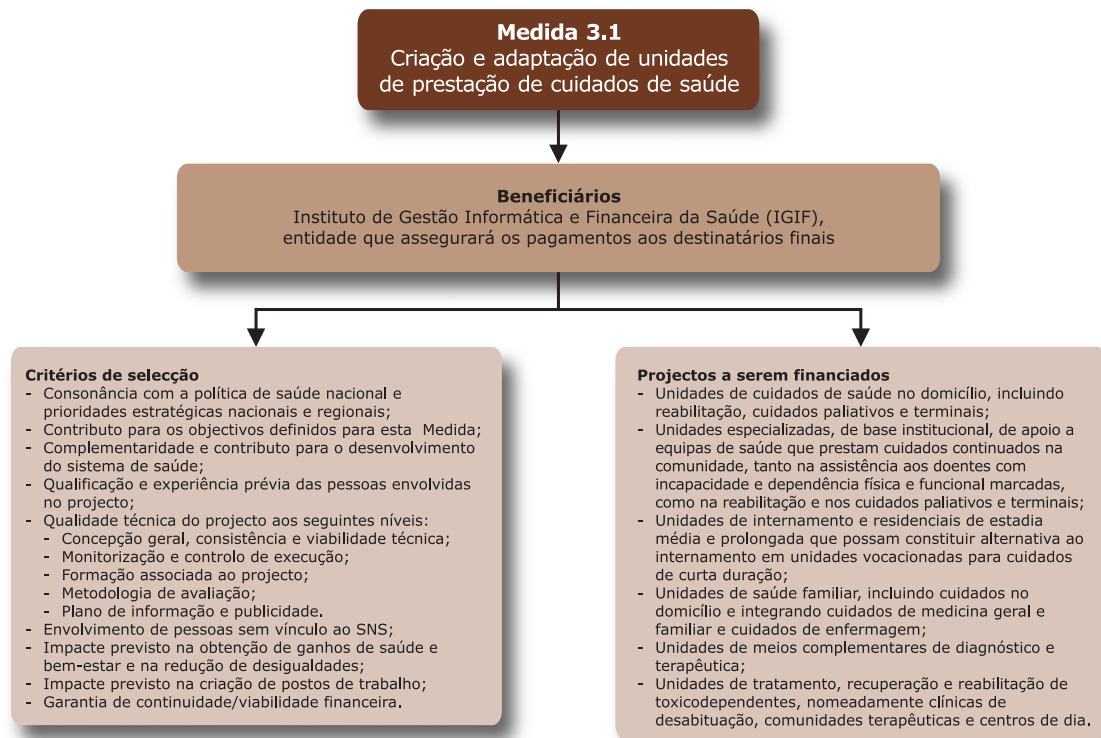 Medida 3.1
Criação e adaptação de unidades
de prestação de cuidados de saúde
Beneficiários
Instituto de Gestão Informática e Financeira da Saúde (IGIF),
entidade que assegurará os pagamentos aos destinatários finais
Critérios de selecção
- Consonância com a política de saúde nacional e
prioridades estratégicas nacionais e regionais;
- Contributo para os objectivos definidos para esta Medida;
- Complementaridade e contributo para o desenvolvimento
do sistema de saúde;
- Qualificação e experiência prévia das pessoas envolvidas
no projecto;
- Qualidade técnica do projecto aos seguintes níveis:
- Concepção geral, consistência e viabilidade técnica;
- Monitorização e controlo de execução;
- Formação associada ao projecto;
- Metodologia de avaliação;
- Plano de informação e publicidade.
- Envolvimento de pessoas sem vínculo ao SNS;
- Impacte previsto na obtenção de ganhos de saúde e
bem-estar e na redução de desigualdades;
- Impacte previsto na criação de postos de trabalho;
- Garantia de continuidade/viabilidade financeira.
Projectos a serem financiados
- Unidades de cuidados de saúde no domicílio, incluindo
reabilitação, cuidados paliativos e terminais;
- Unidades especializadas, de base institucional, de apoio a
equipas de saúde que prestam cuidados continuados na
comunidade, tanto na assistência aos doentes com
incapacidade e dependência física e funcional marcadas,
como na reabilitação e nos cuidados paliativos e terminais;
- Unidades de internamento e residenciais de estadia
média e prolongada que possam constituir alternativa ao
internamento em unidades vocacionadas para cuidados
de curta duração;
- Unidades de saúde familiar, incluindo cuidados no
domicílio e integrando cuidados de medicina geral e
familiar e cuidados de enfermagem;
- Unidades de meios complementares de diagnóstico e
terapêutica;
- Unidades de tratamento, recuperação e reabilitação de
toxicodependentes, nomeadamente clínicas de
desabituação, comunidades terapêuticas e centros de dia.